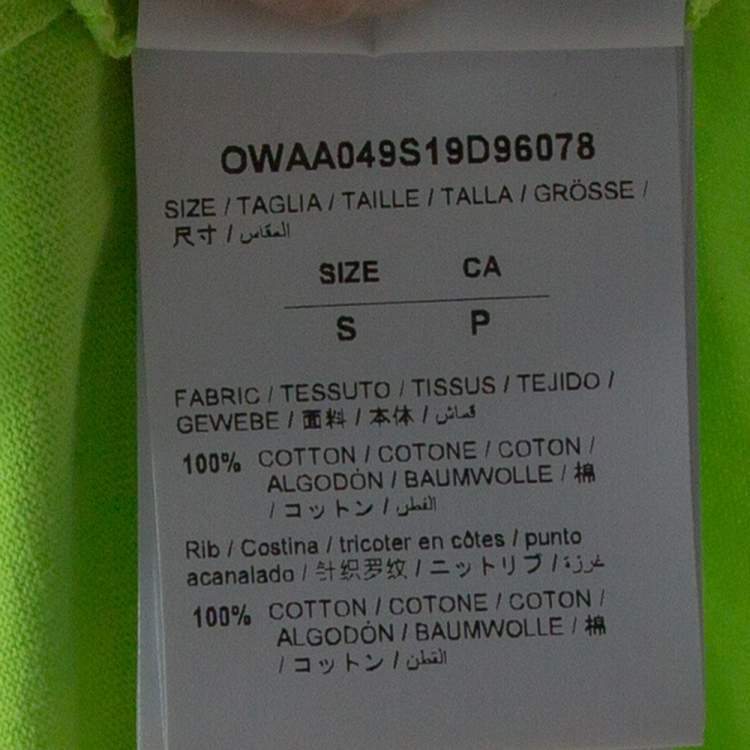 OWAA049S19D96078
SIZE / TAGLIA / TAILLE / TALLA / GRÖSSE /
尺寸 / المقاس
SIZE CA
S P
FABRIC / TESSUTO / TISSUS / TEJIDO /
GEWEBE / 面料 / 本体 / قماش
100% COTTON / COTONE / COTON /
ALGODÓN / BAUMWOLLE / 棉
/ コットン / القطن
Rib / Costina / tricoter en côtes / punto
acanalado / 针织罗纹 / ニットリブ / غرزة
100% COTTON / COTONE / COTON /
ALGODÓN / BAUMWOLLE / 棉
/ コットン / القطن